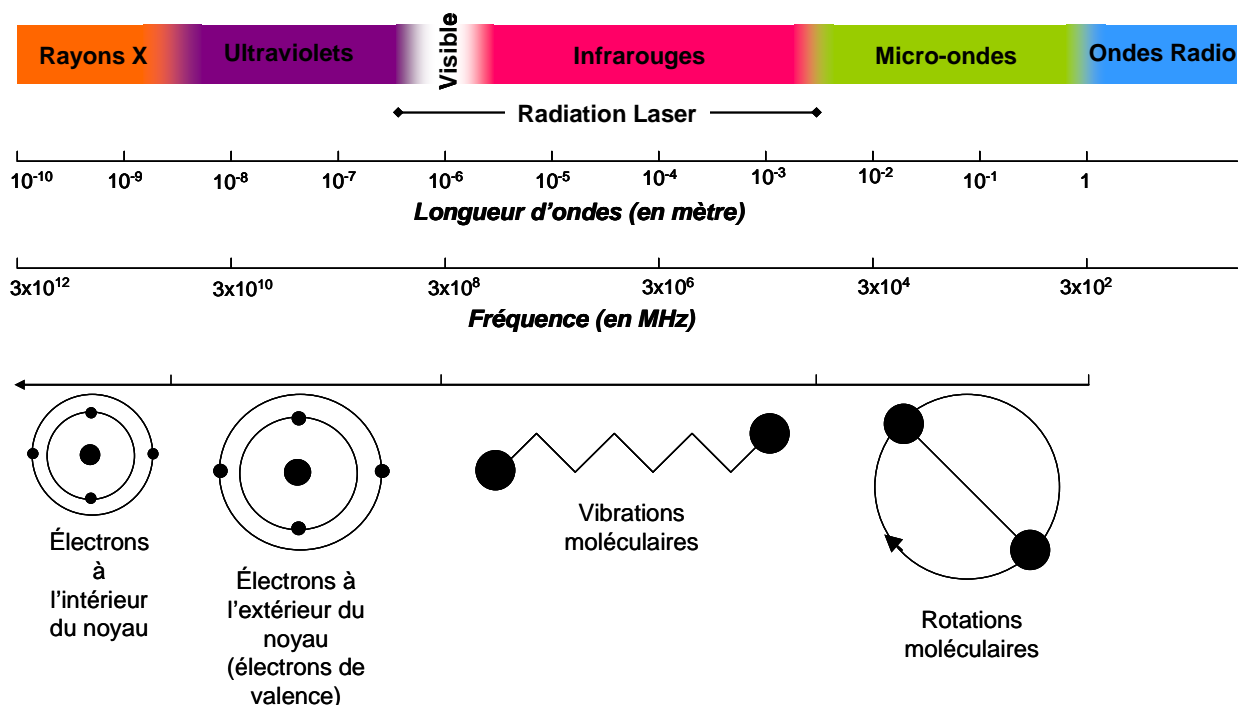 Rayons X Ultraviolets Visible Infrarouges Micro-ondes Ondes Radio
Radiation Laser
10⁻¹⁰ 10⁻⁹ 10⁻⁸ 10⁻⁷ 10⁻⁶ 10⁻⁵ 10⁻⁴ 10⁻³ 10⁻² 10⁻¹ 1
Longueur d'ondes (en mètre)
3x10¹² 3x10¹⁰ 3x10⁸ 3x10⁶ 3x10⁴ 3x10²
Fréquence (en MHz)
Électrons
à
l'intérieur
du noyau
Électrons à
l'extérieur du
noyau
(électrons de
valence)
Vibrations
moléculaires
Rotations
moléculaires